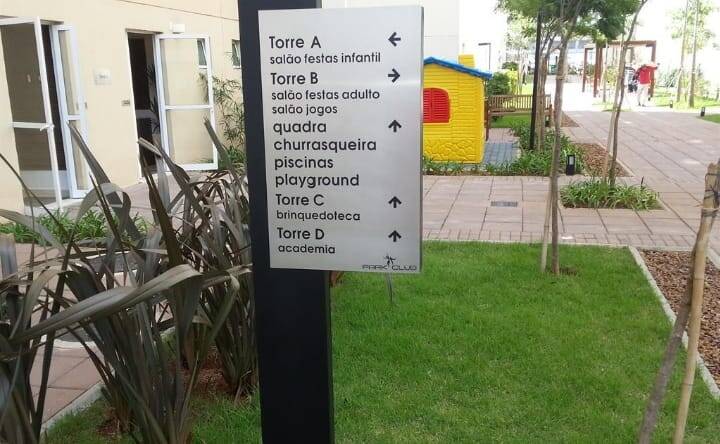 Torre A ←
salão festas infantil
Torre B →
salão festas adulto
salão jogos
quadra ↑
churrasqueira
piscinas
playground
Torre C ↑
brinquedoteca
Torre D ↑
academia
PARK CLUB